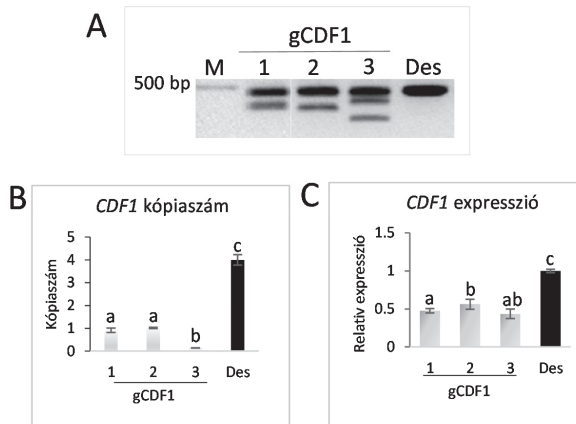 A
gCDF1
M 1 2 3 Des
500 bp
B
CDF1 kópiaszám
Kópiaszám
5
4
3
2
1
0
a a b c
1 2 3 Des
gCDF1
C
CDF1 expresszió
Relativ expresszió
1.5
1
0.5
0
a b ab c
1 2 3 Des
gCDF1